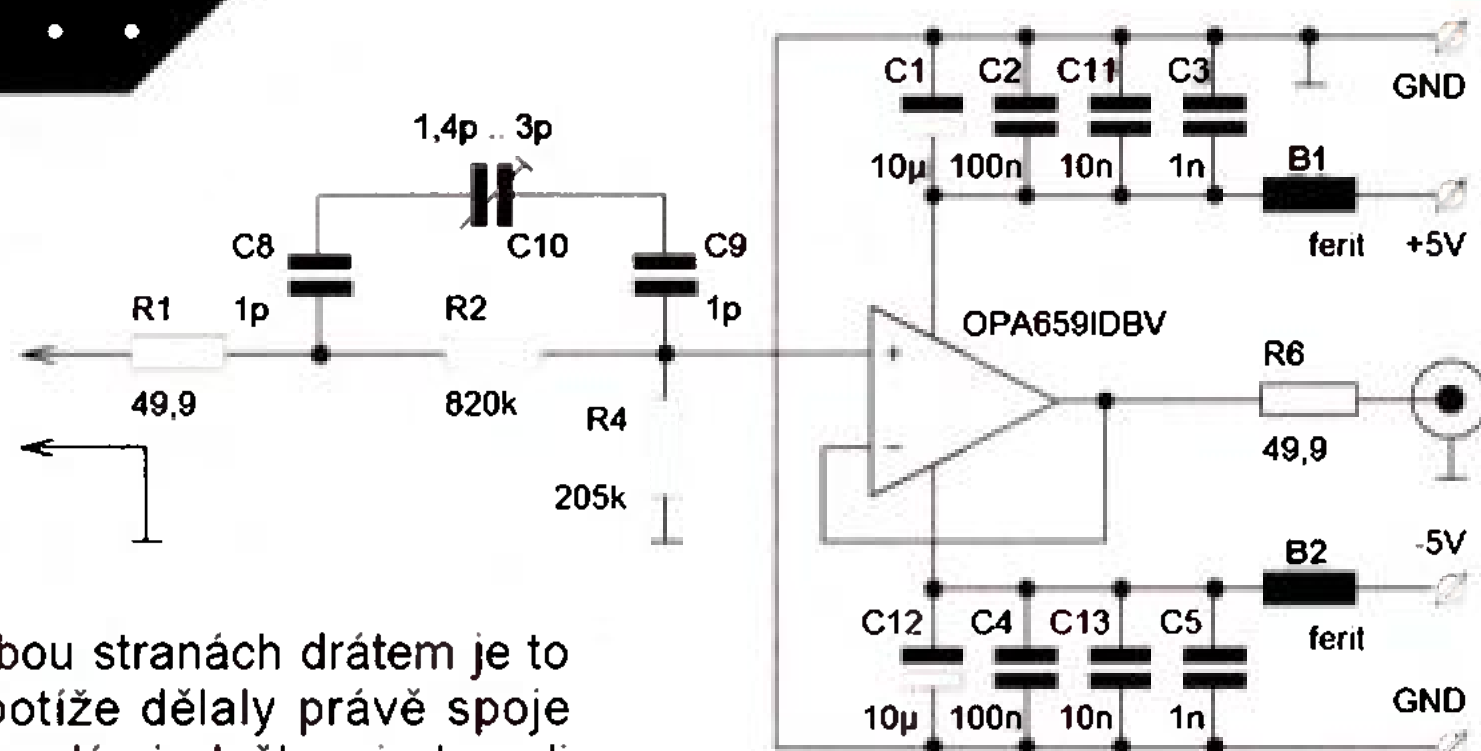 C1 C2 C11 C3
GND
1,4p .. 3p
10µ 100n 10n 1n B1
C8 C10 C9
ferit +5V
R1 1p R2 1p
OPA659IDBV
+
R6
49,9 820k R4
-
49,9
205k
-5V
B2
C12 C4 C13 C5
ferit
bou stranách drátem je to
potíže dělaly právě spoje
GND
10µ 100n 10n 1n